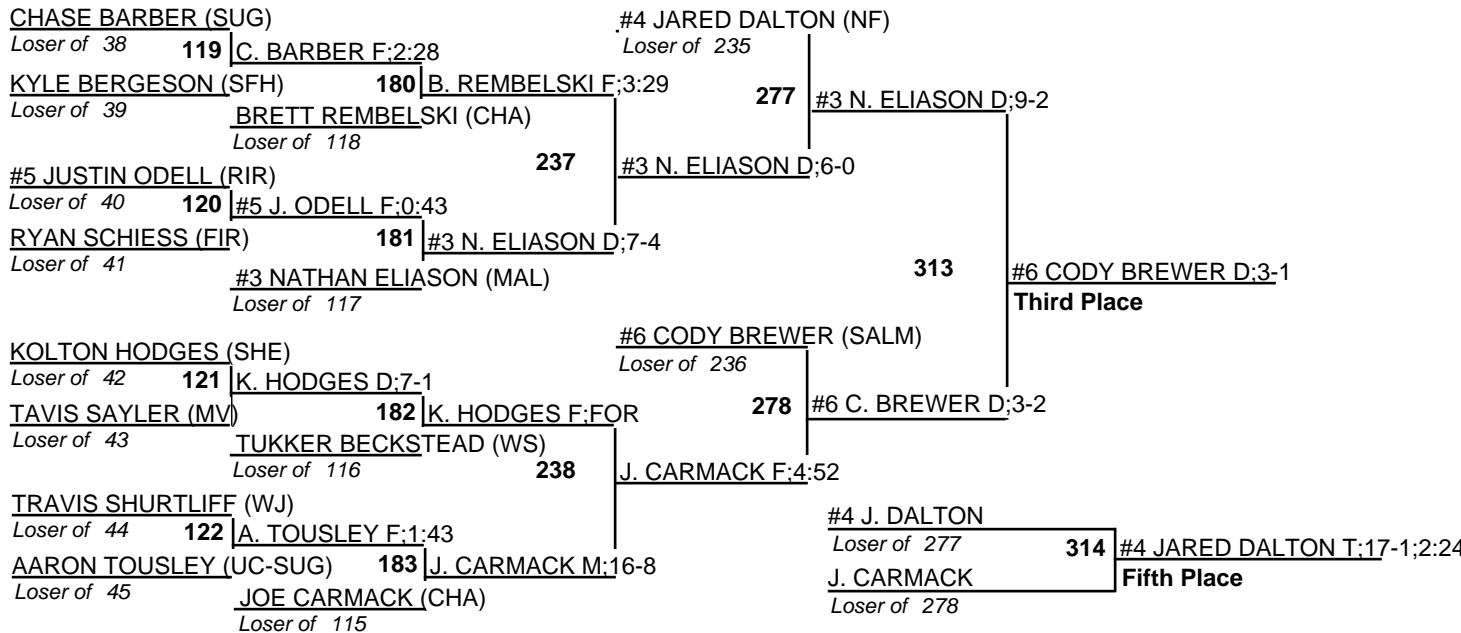 CHASE BARBER (SUG)
Loser of 38
119
C. BARBER F;2:28
KYLE BERGESON (SFH)
Loser of 39
180
B. REMBELSKI F;3:29
BRETT REMBELSKI (CHA)
Loser of 118
237
#5 JUSTIN ODELL (RIR)
Loser of 40
120
#5 J. ODELL F;0:43
RYAN SCHIESS (FIR)
Loser of 41
181
#3 N. ELIASON D;7-4
#3 NATHAN ELIASON (MAL)
Loser of 117
#4 JARED DALTON (NF)
Loser of 235
277
#3 N. ELIASON D;9-2
#3 N. ELIASON D;6-0
313
#6 CODY BREWER D;3-1
Third Place
KOLTON HODGES (SHE)
Loser of 42
121
K. HODGES D;7-1
TAVIS SAYLER (MV)
Loser of 43
182
K. HODGES F;FOR
TUKKER BECKSTEAD (WS)
Loser of 116
238
TRAVIS SHURTLIFF (WJ)
Loser of 44
122
A. TOUSLEY F;1:43
AARON TOUSLEY (UC-SUG)
Loser of 45
183
J. CARMACK M;16-8
JOE CARMACK (CHA)
Loser of 115
#6 CODY BREWER (SALM)
Loser of 236
278
#6 C. BREWER D;3-2
J. CARMACK F;4:52
#4 J. DALTON
Loser of 277
314
#4 JARED DALTON T;17-1;2:24
Fifth Place
J. CARMACK
Loser of 278